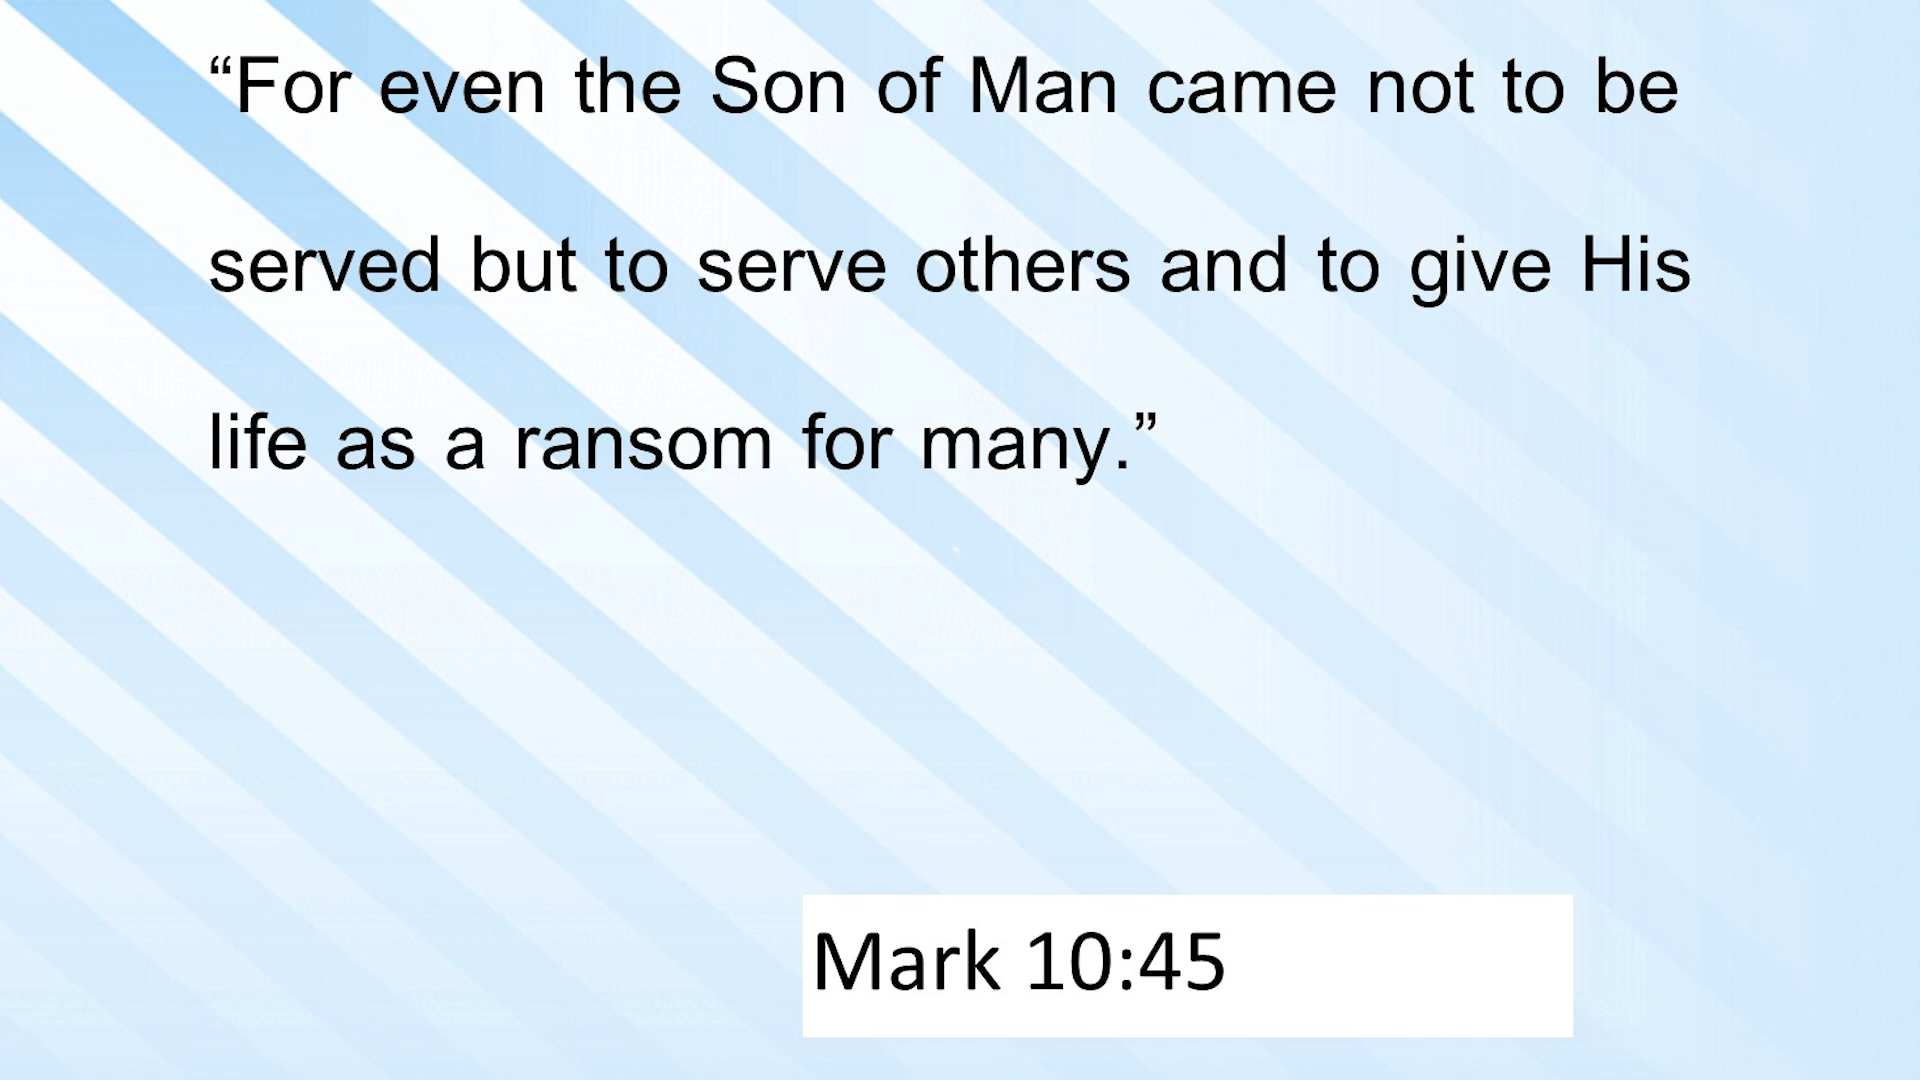 “For even the Son of Man came not to be
served but to serve others and to give His
life as a ransom for many.”
Mark 10:45